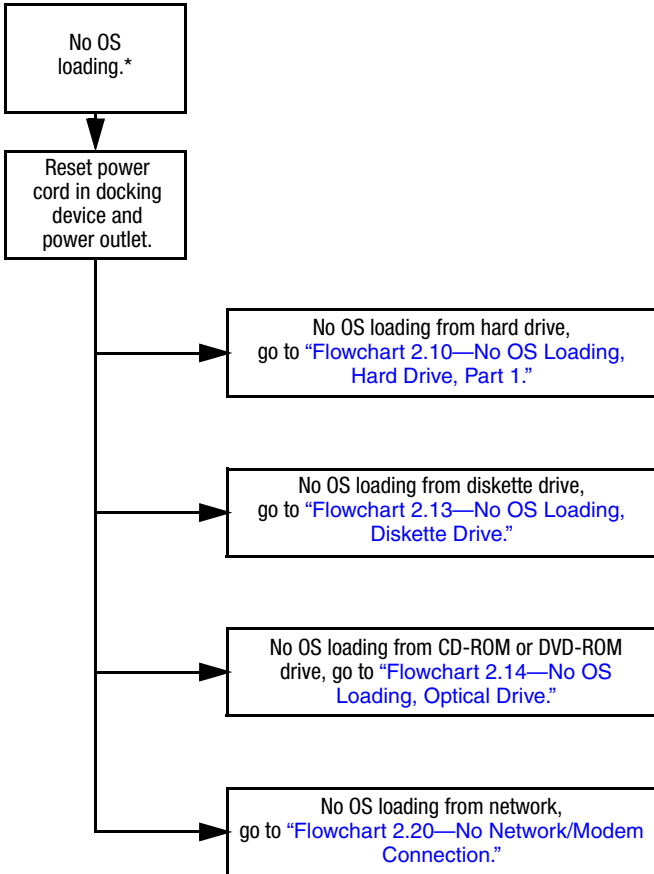 No OS
loading.*
Reset power
cord in docking
device and
power outlet.
No OS loading from hard drive,
go to “Flowchart 2.10—No OS Loading,
Hard Drive, Part 1.”
No OS loading from diskette drive,
go to “Flowchart 2.13—No OS Loading,
Diskette Drive.”
No OS loading from CD-ROM or DVD-ROM
drive, go to “Flowchart 2.14—No OS
Loading, Optical Drive.”
No OS loading from network,
go to “Flowchart 2.20—No Network/Modem
Connection.”